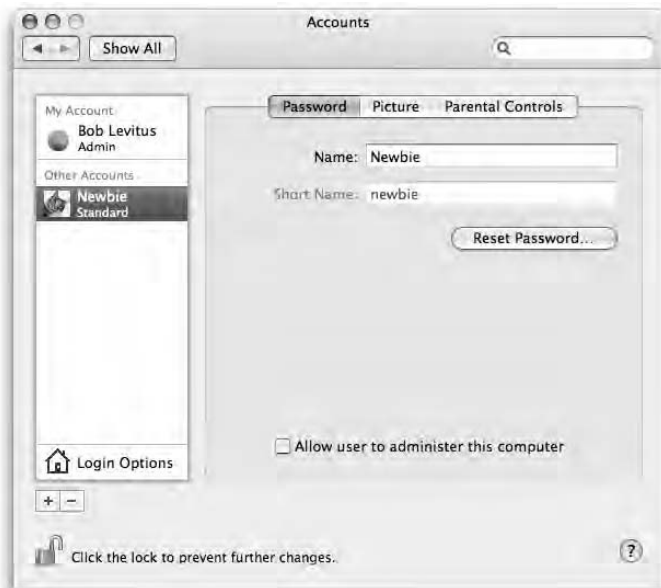 Accounts
Show All
My Account
Bob Levitus
Admin
Other Accounts
Newbie
Standard
Login Options
+ −
Password Picture Parental Controls
Name: Newbie
Short Name: newbie
Reset Password...
Allow user to administer this computer
Click the lock to prevent further changes.
?